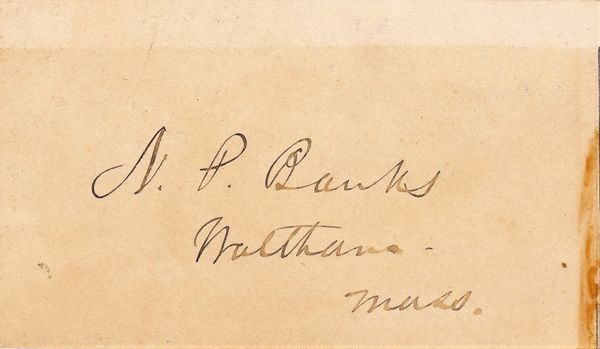 N. P. Banks
Waltham -
Mass.